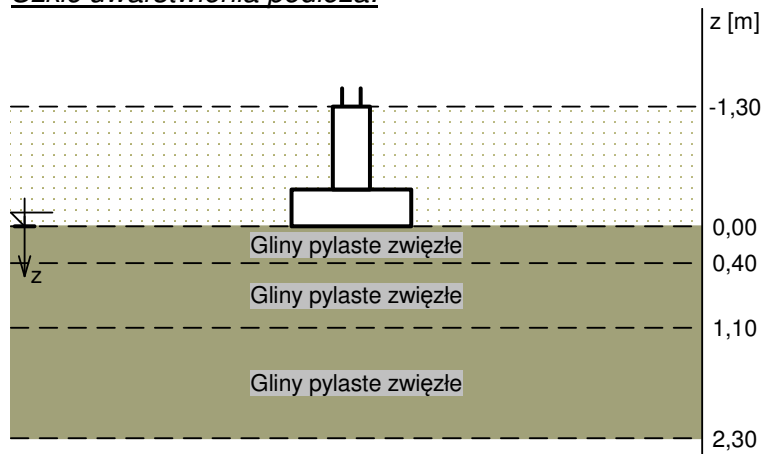 Szkic uwarstwienia podłoża:
z [m]
-1,30
0,00
Gliny pylaste zwięzłe
z
0,40
Gliny pylaste zwięzłe
1,10
Gliny pylaste zwięzłe
2,30